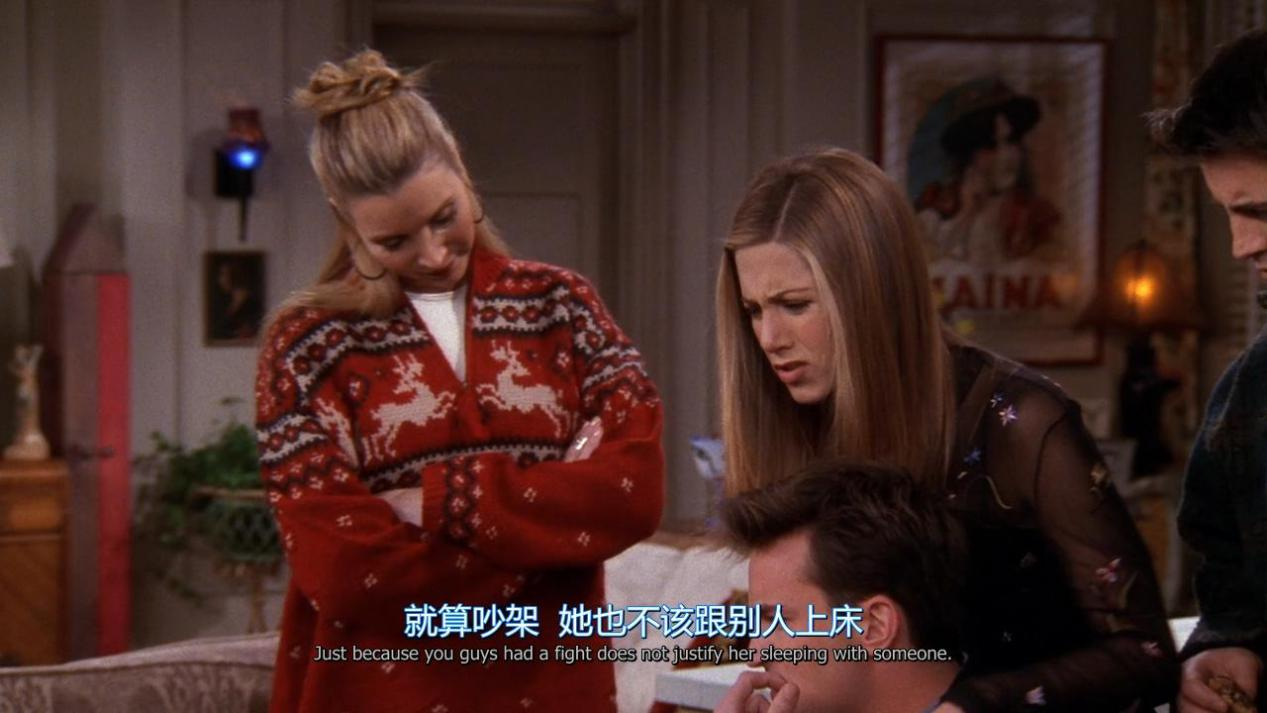 KAINA
就算吵架 她也不该跟别人上床
Just because you guys had a fight does not justify her sleeping with someone.